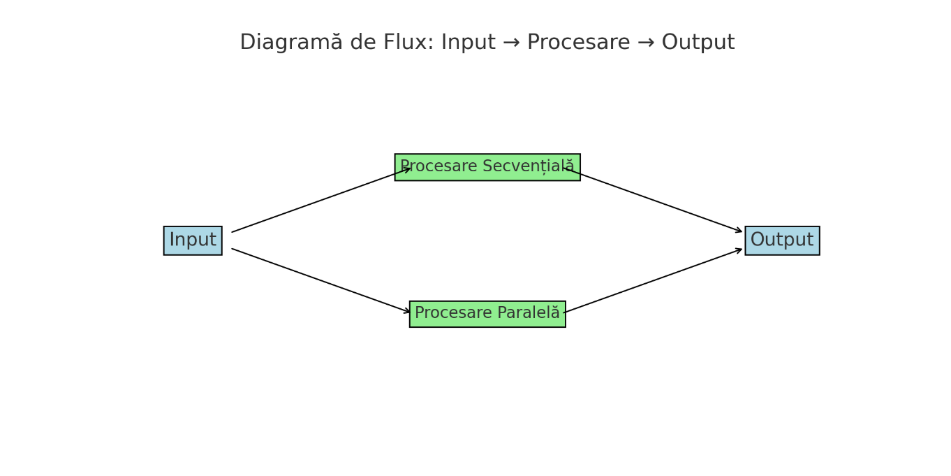 Diagramă de Flux: Input → Procesare → Output
Procesare Secvențială
Input
Output
Procesare Paralelă